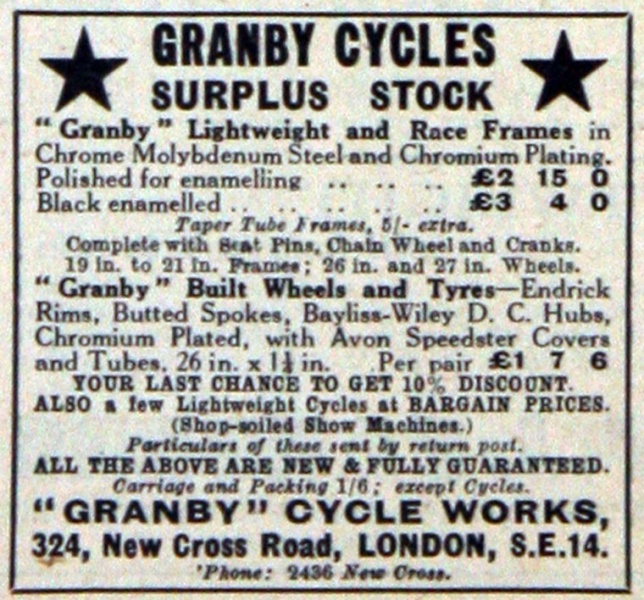 GRANBY CYCLES
SURPLUS STOCK
"Granby" Lightweight and Race Frames in
Chrome Molybdenum Steel and Chromium Plating.
Polished for enamelling .. .. .. £2 15 0
Black enamelled .. .. .. .. .. £3 4 0
Taper Tube Frames, 5/- extra.
Complete with Seat Pins, Chain Wheel and Cranks.
19 in. to 21 in. Frames; 26 in. and 27 in. Wheels.
"Granby" Built Wheels and Tyres—Endrick
Rims, Butted Spokes, Bayliss-Wiley D. C. Hubs,
Chromium Plated, with Avon Speedster Covers
and Tubes. 26 in. x 1¼ in. Per pair £1 7 6
YOUR LAST CHANCE TO GET 10% DISCOUNT.
ALSO a few Lightweight Cycles at BARGAIN PRICES.
(Shop-soiled Show Machines.)
Particulars of these sent by return post.
ALL THE ABOVE ARE NEW & FULLY GUARANTEED.
Carriage and Packing 1/6; except Cycles.
"GRANBY" CYCLE WORKS,
324, New Cross Road, LONDON, S.E.14.
'Phone: 2436 New Cross.